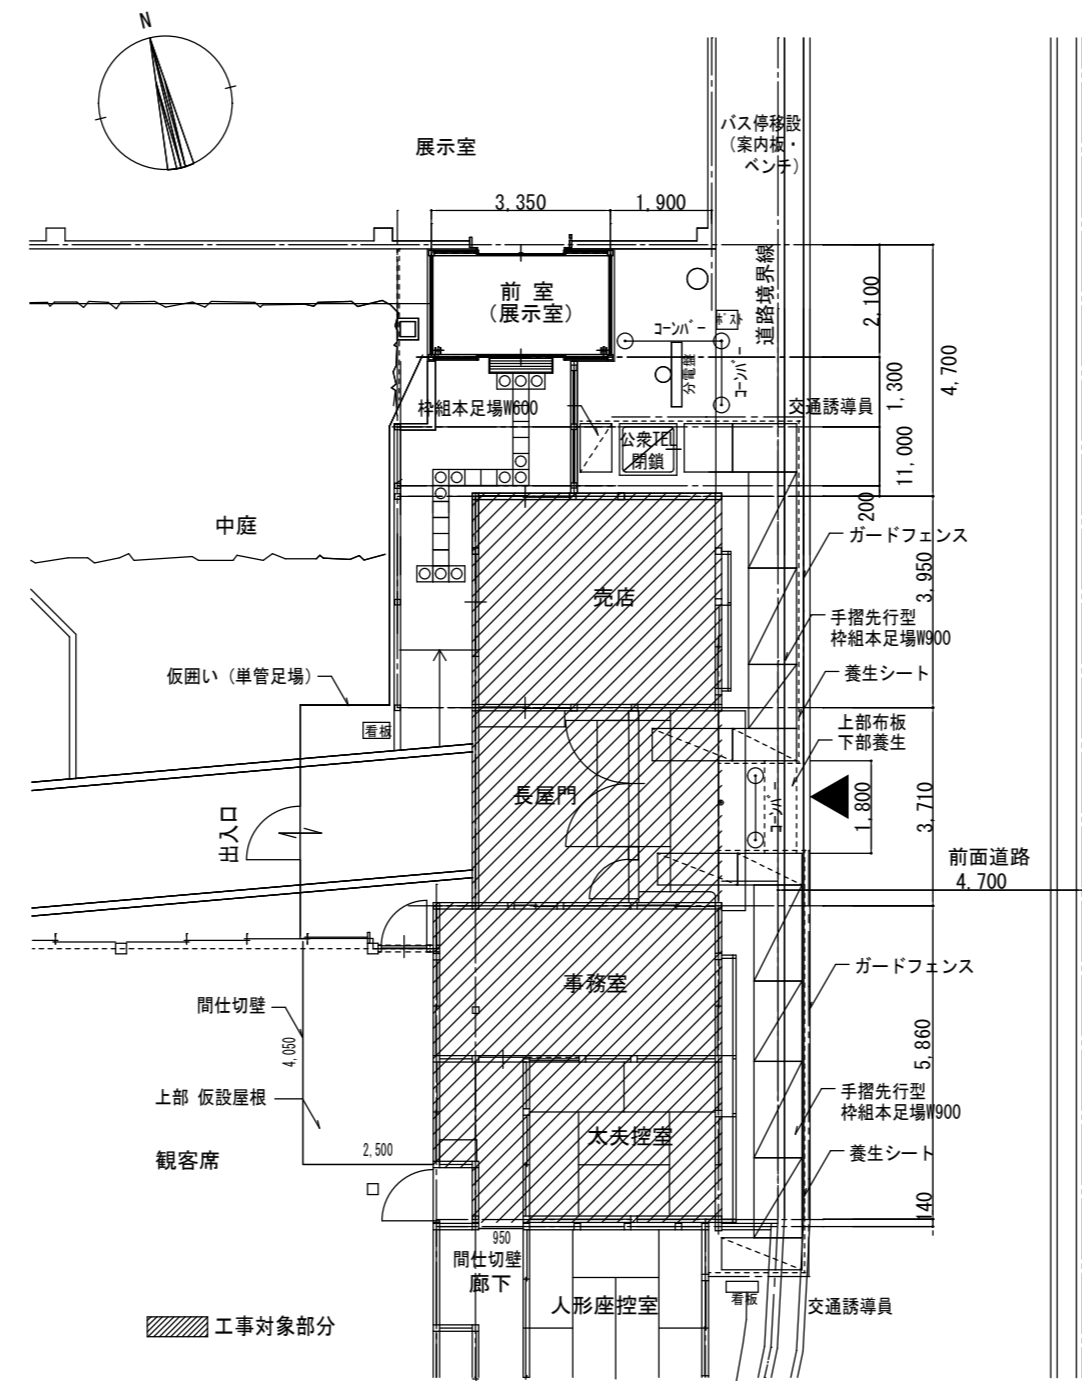 N
展示室
バス停移設
(案内板・
ベンチ)
3,350
1,900
道路境界線
前 室
(展示室)
コーンバー
ポスト
分電盤
コーンバー
2,100
4,700
1,300
枠組本足場W600
交通誘導員
公衆TEL
閉鎖
11,000
200
中庭
ガードフェンス
3,950
売店
手摺先行型
枠組本足場W900
仮囲い (単管足場)
養生シート
看板
上部布板
下部養生
長屋門
コーンバー
1,800
3,710
出入口
前面道路
4,700
事務室
ガードフェンス
間仕切壁
4,050
5,860
上部 仮設屋根
手摺先行型
枠組本足場W900
太夫控室
観客席
2,500
養生シート
140
950
間仕切壁
廊下
人形座控室
看板
交通誘導員
工事対象部分